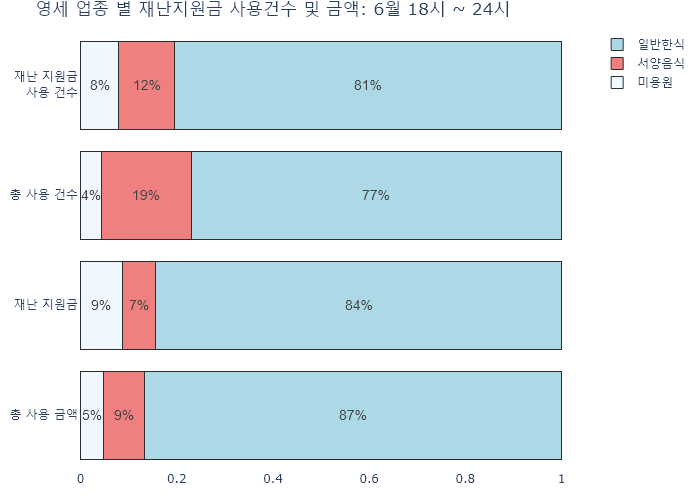 영세 업종 별 재난지원금 사용건수 및 금액: 6월 18시 ~ 24시
일반한식
서양음식
미용원
재난 지원금
사용 건수
8%
12%
81%
총 사용 건수
4%
19%
77%
재난 지원금
9%
7%
84%
총 사용 금액
5%
9%
87%
0
0.2
0.4
0.6
0.8
1